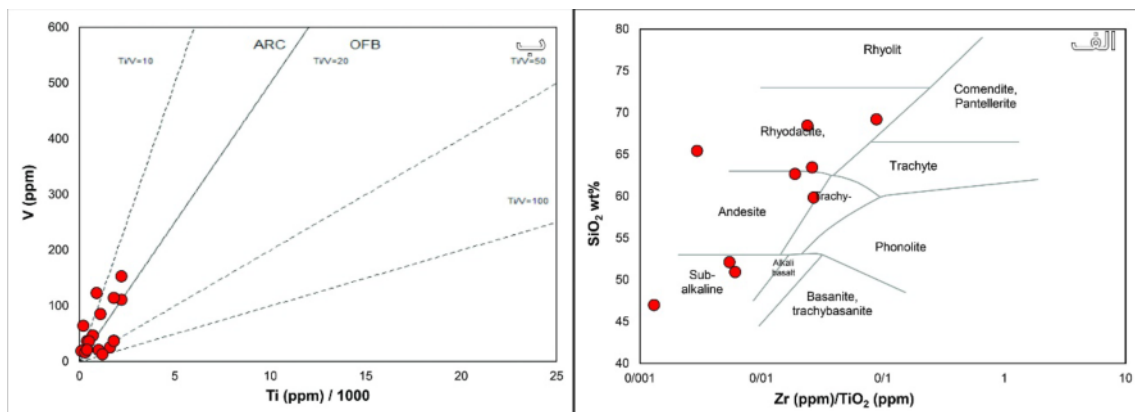 600
500
400
300
200
100
0
V (ppm)
0
5
10
15
20
25
Ti (ppm) / 1000
ARC
OFB
ب
Ti/V=10
Ti/V=20
Ti/V=50
Ti/V=100
80
75
70
65
60
55
50
45
40
SiO2 wt%
0/001
0/01
0/1
1
10
Zr (ppm)/TiO2 (ppm)
الف
Rhyolit
Comendite,
Pantellerite
Rhyodacite,
Trachyte
Trachy-
Andesite
Phonolite
Alkali
basalt
Sub-
alkaline
Basanite,
trachybasanite